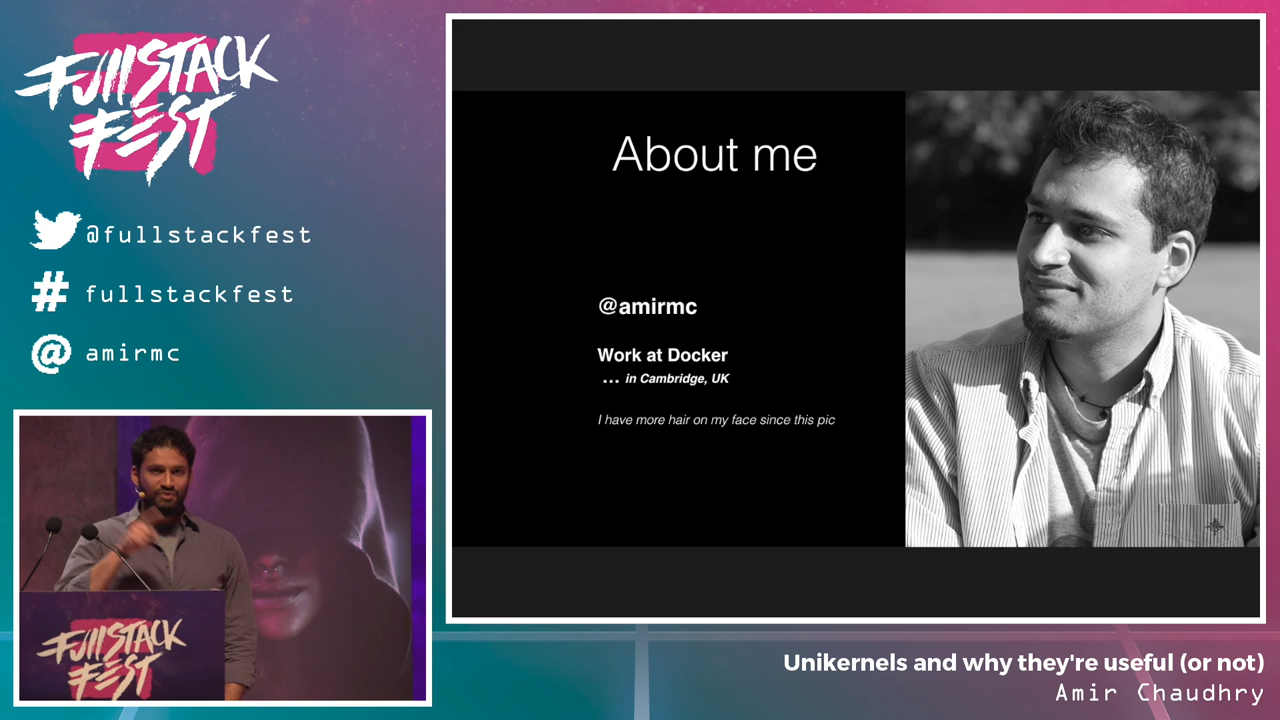 Fullstack
Fest
@fullstackfest
# fullstackfest
@ amirmc
About me
@amirmc
Work at Docker
... in Cambridge, UK
I have more hair on my face since this pic
Fullstack
Fest
Unikernels and why they're useful (or not)
Amir Chaudhry